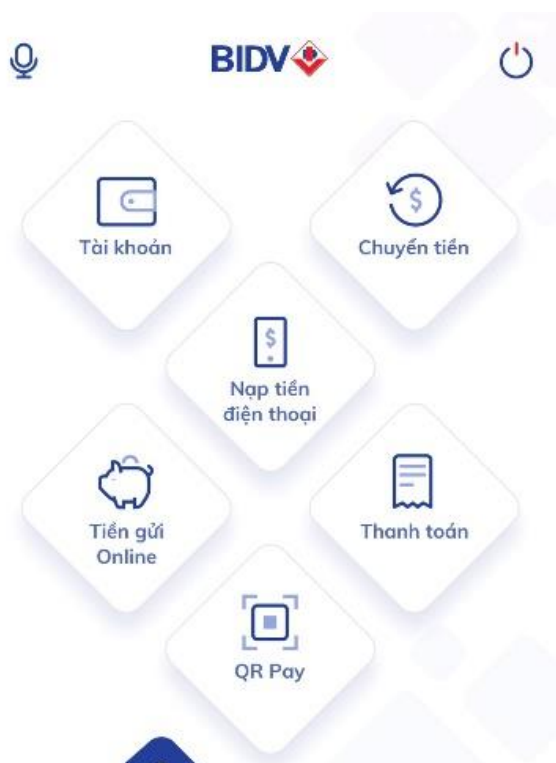 BIDV
Tài khoản
Chuyển tiền
Nạp tiền
điện thoại
Tiền gửi
Online
Thanh toán
QR Pay